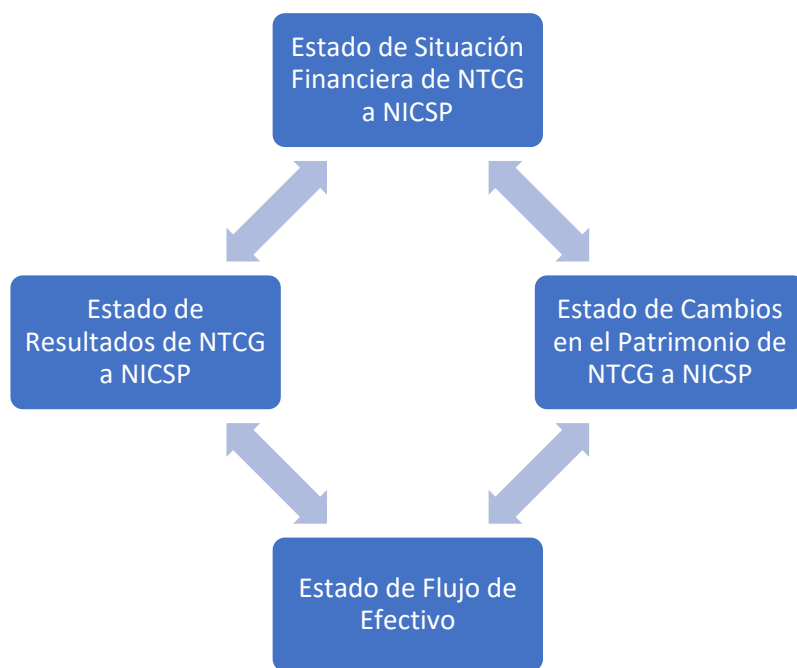 Estado de Situación
Financiera de NTCG
a NICSP
Estado de
Resultados de NTCG
a NICSP
Estado de Cambios
en el Patrimonio de
NTCG a NICSP
Estado de Flujo de
Efectivo